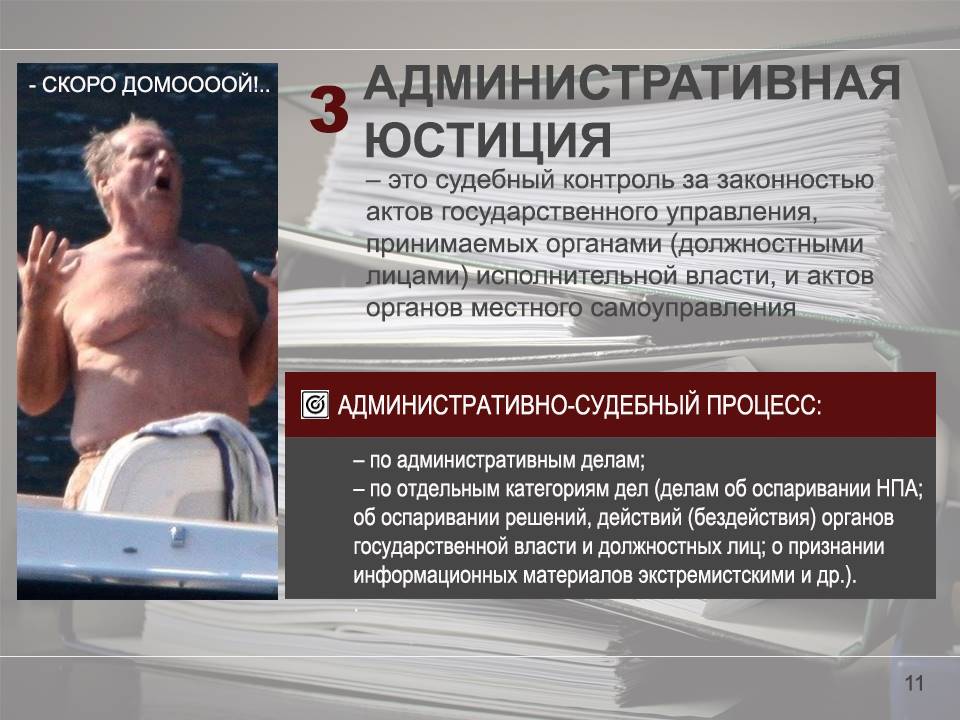 - СКОРО ДОМООООЙ!..
3
АДМИНИСТРАТИВНАЯ
ЮСТИЦИЯ
– это судебный контроль за законностью
актов государственного управления,
принимаемых органами (должностными
лицами) исполнительной власти, и актов
органов местного самоуправления
АДМИНИСТРАТИВНО-СУДЕБНЫЙ ПРОЦЕСС:
– по административным делам;
– по отдельным категориям дел (делам об оспаривании НПА;
об оспаривании решений, действий (бездействия) органов
государственной власти и должностных лиц; о признании
информационных материалов экстремистскими и др.).
.
11